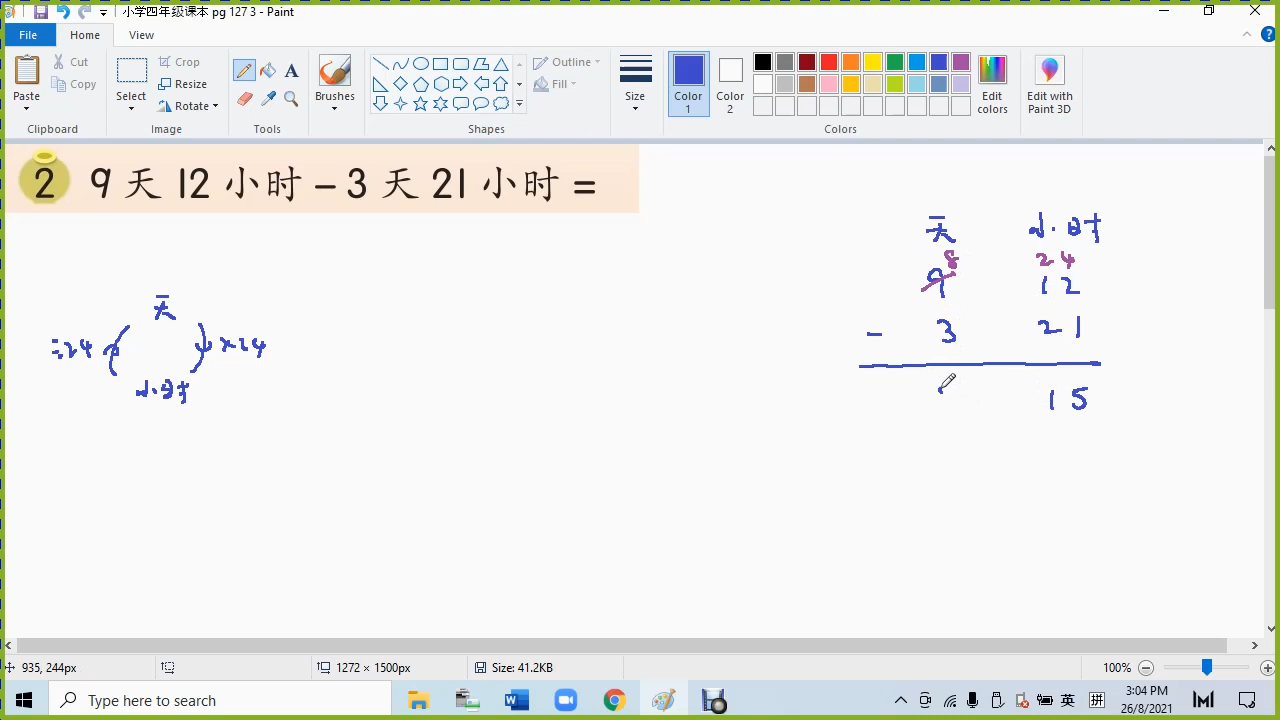 小学四年级课本 pg 127 3 - Paint
File Home View
Paste Cut Copy Clipboard
Select Crop Resize Rotate Image
A Tools
Brushes
Outline Fill Shapes
Size
Color 1 Color 2 Edit colors Colors
Edit with Paint 3D
2 9 天 12 小时 – 3 天 21 小时 =
天 小时
8 24
9 12
- 3 21
15
天
÷24 ×24
小时
935, 244px 1272 × 1500px Size: 41.2KB 100%
Type here to search
英 拼 3:04 PM
26/8/2021